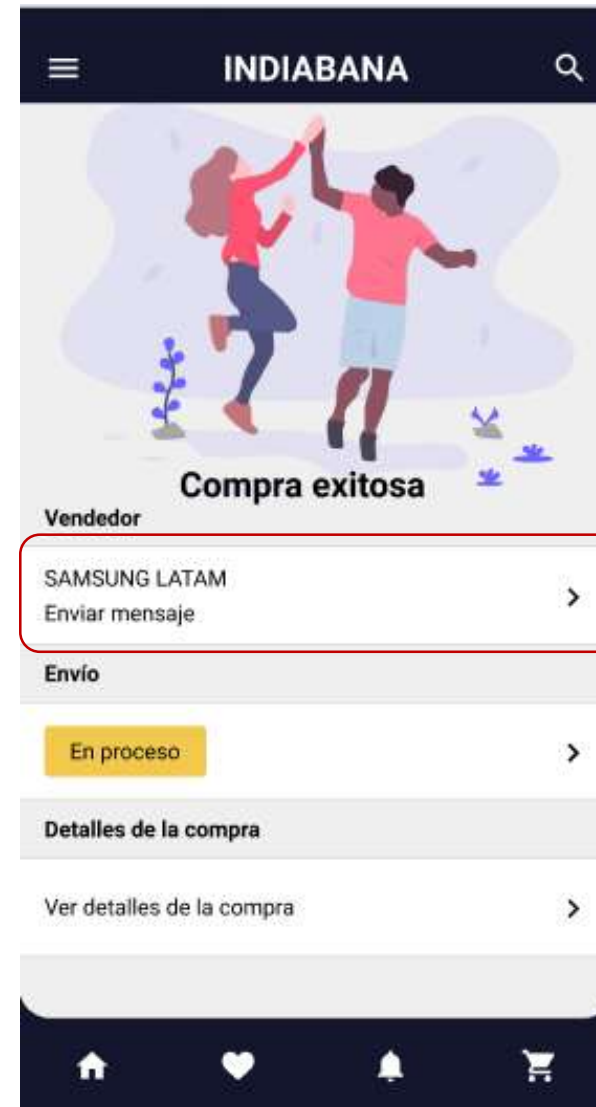 INDIABANA
Compra exitosa
Vendedor
SAMSUNG LATAM
Enviar mensaje
Envío
En proceso
Detalles de la compra
Ver detalles de la compra